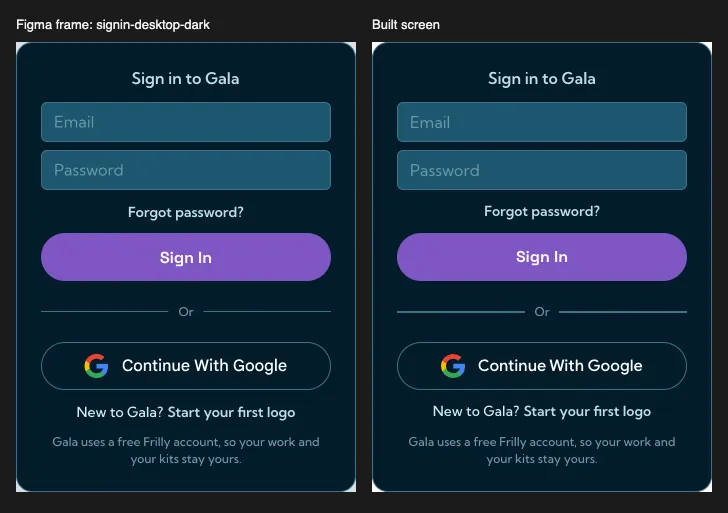 Figma frame: signin-desktop-dark
Sign in to Gala
Email
Password
Forgot password?
Sign In
Or
Continue With Google
New to Gala? Start your first logo
Gala uses a free Frilly account, so your work and
your kits stay yours.
Built screen
Sign in to Gala
Email
Password
Forgot password?
Sign In
Or
Continue With Google
New to Gala? Start your first logo
Gala uses a free Frilly account, so your work and
your kits stay yours.